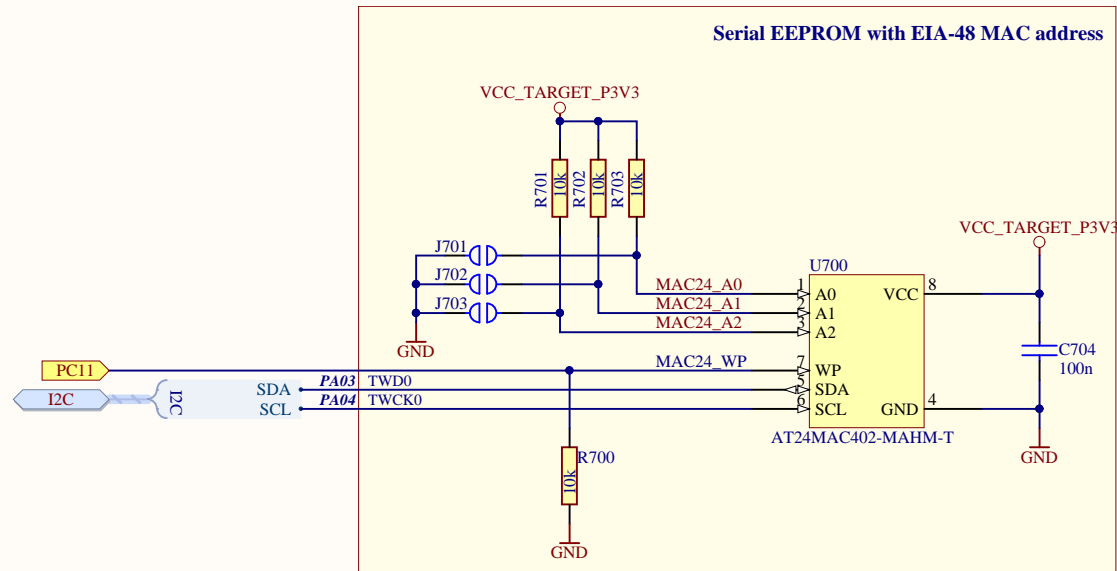 Serial EEPROM with EIA-48 MAC address
VCC_TARGET_P3V3
R701
10k
R702
10k
R703
10k
J701
J702
J703
GND
VCC_TARGET_P3V3
U700
MAC24_A0
1
A0
MAC24_A1
2
A1
MAC24_A2
3
A2
VCC
8
C704
100n
PC11
MAC24_WP
7
WP
I2C
I2C
SDA
PA03
TWD0
5
SDA
SCL
PA04
TWCK0
6
SCL
GND
4
AT24MAC402-MAHM-T
GND
R700
10k
GND